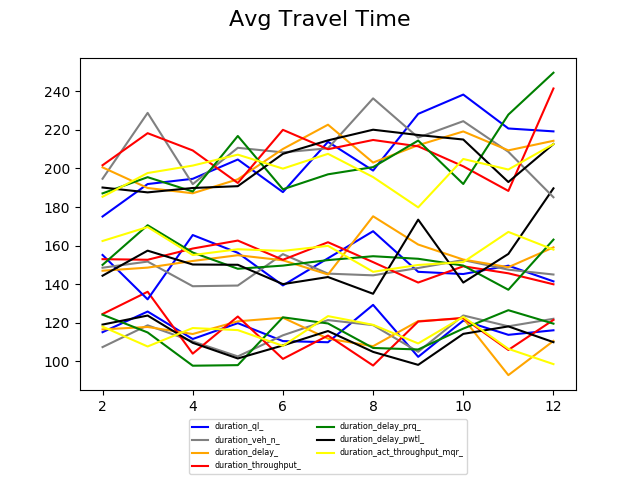 Avg Travel Time
240
220
200
180
160
140
120
100
2 4 6 8 10 12
duration_ql_ duration_delay_prq_
duration_veh_n_ duration_delay_pwtl_
duration_delay_ duration_act_throughput_mqr_
duration_throughput_